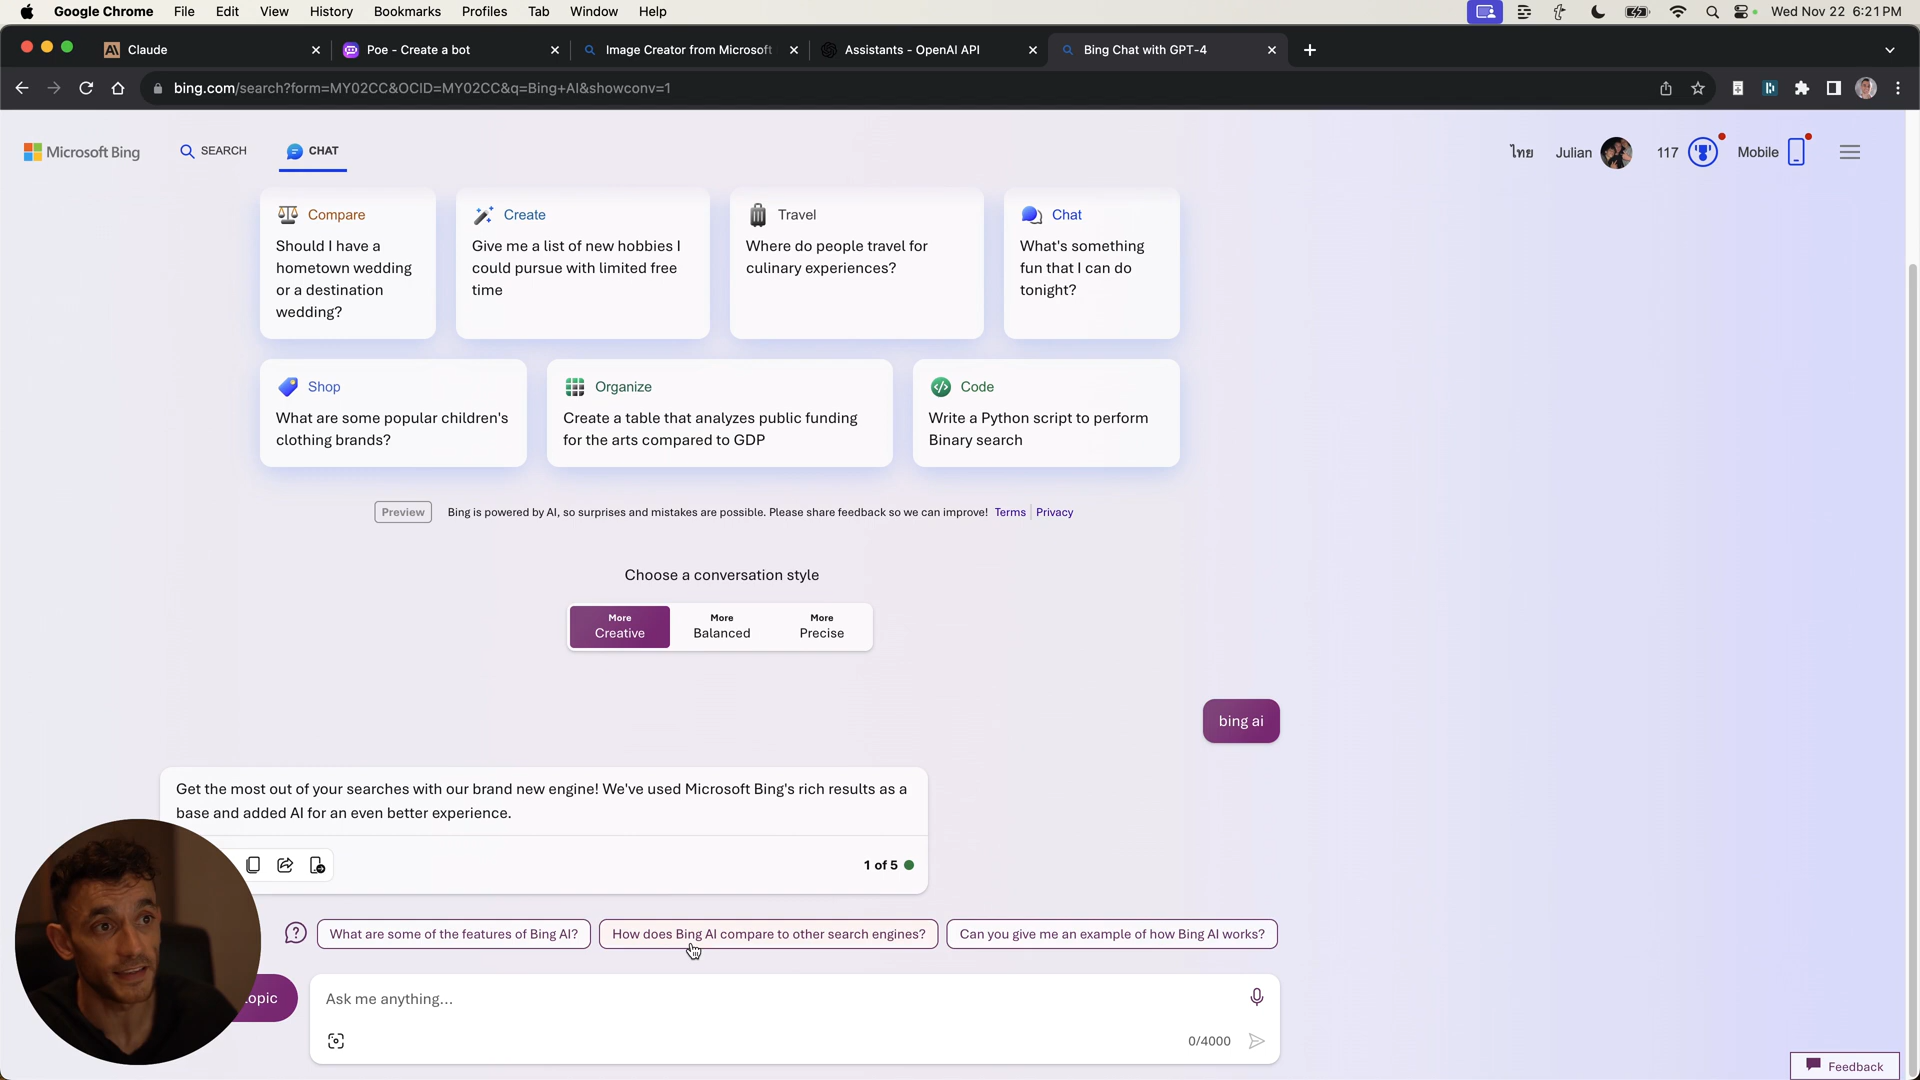 Google Chrome File Edit View History Bookmarks Profiles Tab Window Help Wed Nov 22 6:21 PM
Claude Poe - Create a bot Image Creator from Microsoft Assistants - OpenAI API Bing Chat with GPT-4
bing.com/search?form=MY02CC&OCID=MY02CC&q=Bing+AI&showconv=1
Microsoft Bing SEARCH CHAT ไทย Julian 117 Mobile
Compare
Should I have a
hometown wedding
or a destination
wedding?
Create
Give me a list of new hobbies I
could pursue with limited free
time
Travel
Where do people travel for
culinary experiences?
Chat
What's something
fun that I can do
tonight?
Shop
What are some popular children's
clothing brands?
Organize
Create a table that analyzes public funding
for the arts compared to GDP
Code
Write a Python script to perform
Binary search
Preview Bing is powered by AI, so surprises and mistakes are possible. Please share feedback so we can improve! Terms Privacy
Choose a conversation style
More
Creative
More
Balanced
More
Precise
bing ai
Get the most out of your searches with our brand new engine! We've used Microsoft Bing's rich results as a
base and added AI for an even better experience.
1 of 5
What are some of the features of Bing AI? How does Bing AI compare to other search engines? Can you give me an example of how Bing AI works?
opic
Ask me anything...
0/4000
Feedback